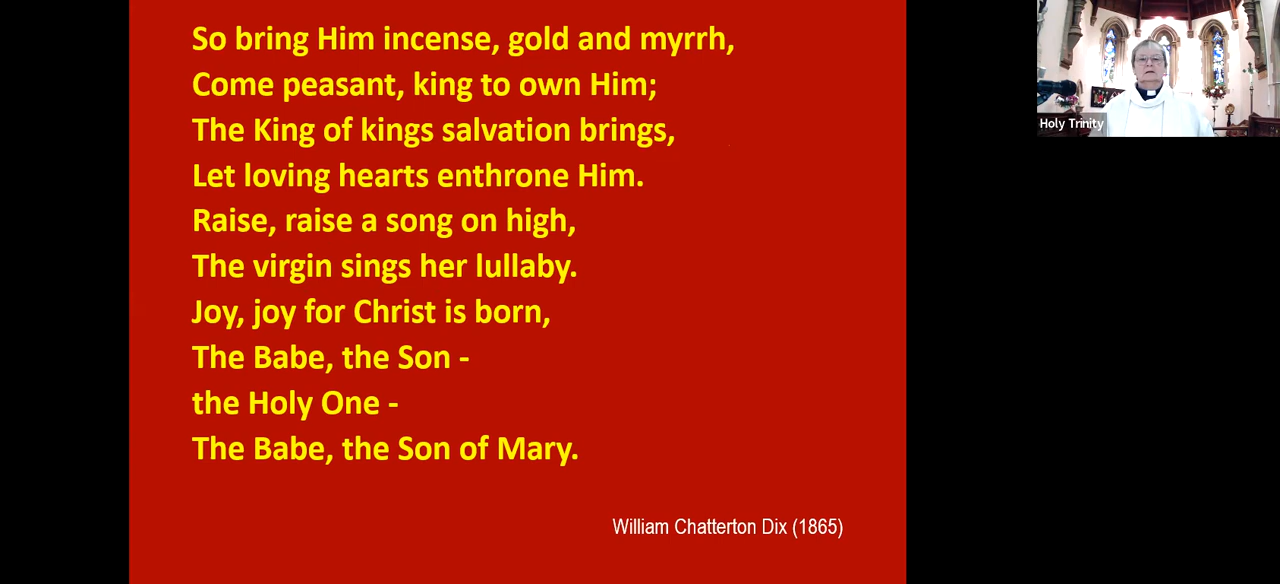 So bring Him incense, gold and myrrh,
Come peasant, king to own Him;
The King of kings salvation brings,
Let loving hearts enthrone Him.
Raise, raise a song on high,
The virgin sings her lullaby.
Joy, joy for Christ is born,
The Babe, the Son -
the Holy One -
The Babe, the Son of Mary.
William Chatterton Dix (1865)
Holy Trinity